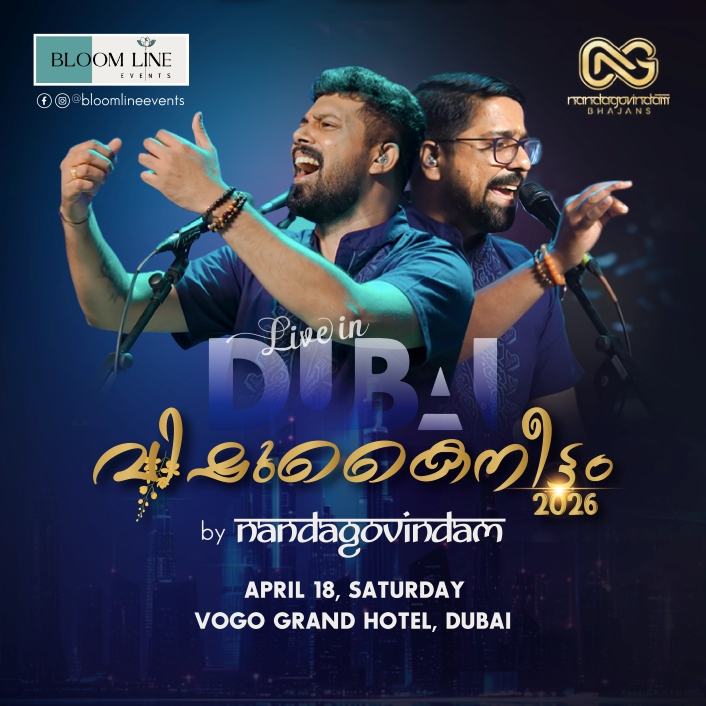 BLOOM LINE
EVENTS
@bloomlineevents
nandagovindam
BHAJANS
Live in
DUBAI
വിഷുകൈനീട്ടം
2026
by nandagovindam
APRIL 18, SATURDAY
VOGO GRAND HOTEL, DUBAI